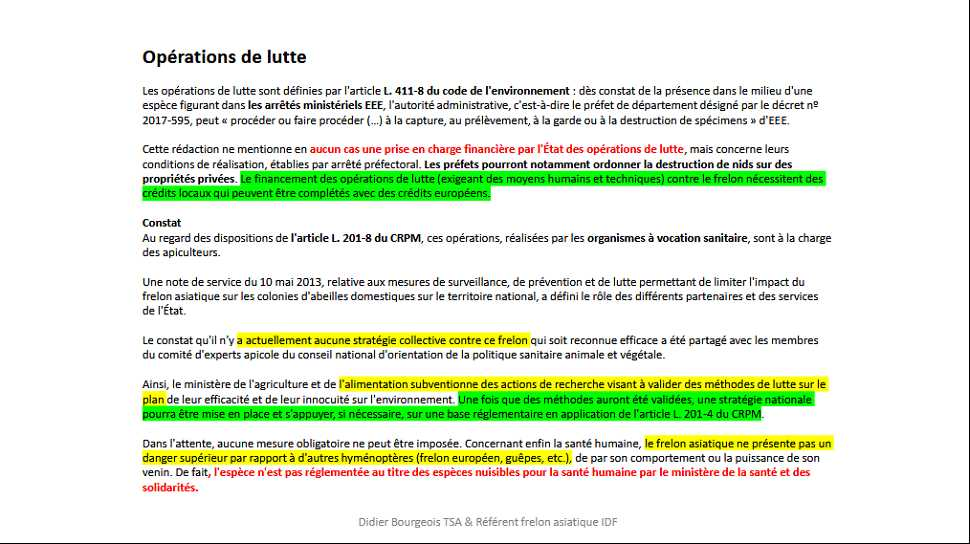 Opérations de lutte
Les opérations de lutte sont définies par l'article L. 411-8 du code de l'environnement : dès constat de la présence dans le milieu d'une
espèce figurant dans les arrêtés ministériels EEE, l'autorité administrative, c'est-à-dire le préfet de département désigné par le décret nº
2017-595, peut « procéder ou faire procéder (...) à la capture, au prélèvement, à la garde ou à la destruction de spécimens » d'EEE.
Cette rédaction ne mentionne en aucun cas une prise en charge financière par l'État des opérations de lutte, mais concerne leurs
conditions de réalisation, établies par arrêté préfectoral. Les préfets pourront notamment ordonner la destruction de nids sur des
propriétés privées. Le financement des opérations de lutte (exigeant des moyens humains et techniques) contre le frelon nécessitent des
crédits locaux qui peuvent être complétés avec des crédits européens.
Constat
Au regard des dispositions de l'article L. 201-8 du CRPM, ces opérations, réalisées par les organismes à vocation sanitaire, sont à la charge
des apiculteurs.
Une note de service du 10 mai 2013, relative aux mesures de surveillance, de prévention et de lutte permettant de limiter l'impact du
frelon asiatique sur les colonies d'abeilles domestiques sur le territoire national, a défini le rôle des différents partenaires et des services
de l'État.
Le constat qu'il n'y a actuellement aucune stratégie collective contre ce frelon qui soit reconnue efficace a été partagé avec les membres
du comité d'experts apicole du conseil national d'orientation de la politique sanitaire animale et végétale.
Ainsi, le ministère de l'agriculture et de l'alimentation subventionne des actions de recherche visant à valider des méthodes de lutte sur le
plan de leur efficacité et de leur innocuité sur l'environnement. Une fois que des méthodes auront été validées, une stratégie nationale
pourra être mise en place et s'appuyer, si nécessaire, sur une base réglementaire en application de l'article L. 201-4 du CRPM.
Dans l'attente, aucune mesure obligatoire ne peut être imposée. Concernant enfin la santé humaine, le frelon asiatique ne présente pas un
danger supérieur par rapport à d'autres hyménoptères (frelon européen, guêpes, etc.), de par son comportement ou la puissance de son
venin. De fait, l'espèce n'est pas réglementée au titre des espèces nuisibles pour la santé humaine par le ministère de la santé et des
solidarités.
Didier Bourgeois TSA & Référent frelon asiatique IDF